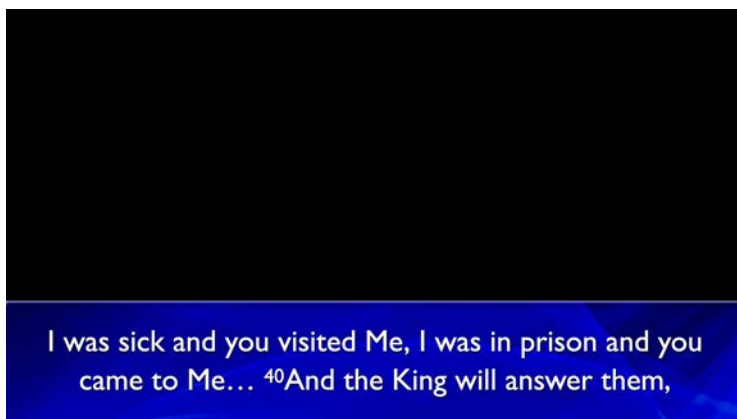 I was sick and you visited Me, I was in prison and you
came to Me… ⁴⁰And the King will answer them,